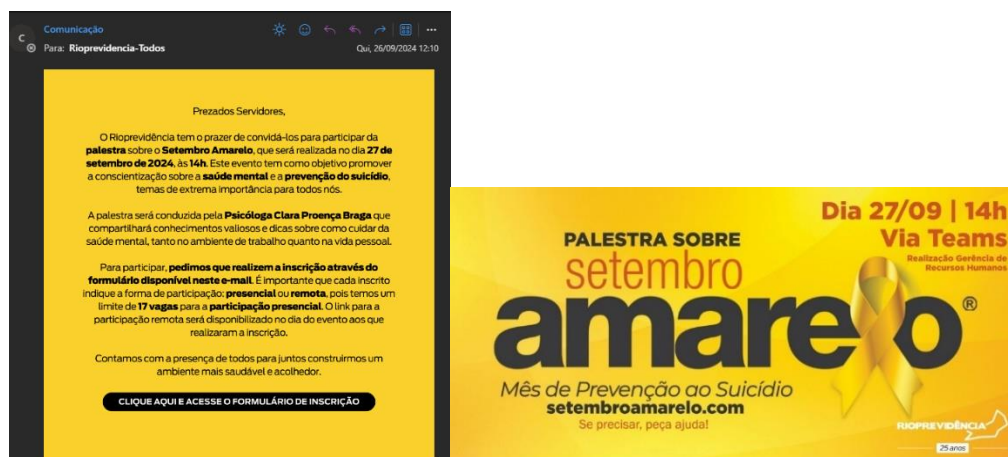 C
Comunicação
Para: Rioprevidencia-Todos
Qui, 26/09/2024 12:10
Prezados Servidores,
O Rioprevidência tem o prazer de convidá-los para participar da
palestra sobre o Setembro Amarelo, que será realizada no dia 27 de
setembro de 2024, às 14h. Este evento tem como objetivo promover
a conscientização sobre a saúde mental e a prevenção do suicídio,
temas de extrema importância para todos nós.
A palestra será conduzida pela Psicóloga Clara Proença Braga que
compartilhará conhecimentos valiosos e dicas sobre como cuidar da
saúde mental, tanto no ambiente de trabalho quanto na vida pessoal.
Para participar, pedimos que realizem a inscrição através do
formulário disponível neste e-mail. É importante que cada inscrito
indique a forma de participação: presencial ou remota, pois temos um
limite de 17 vagas para a participação presencial. O link para a
participação remota será disponibilizado no dia do evento aos que
realizaram a inscrição.
Contamos com a presença de todos para juntos construirmos um
ambiente mais saudável e acolhedor.
CLIQUE AQUI E ACESSE O FORMULÁRIO DE INSCRIÇÃO
Dia 27/09 | 14h
Via Teams
Realização Gerência de
Recursos Humanos
PALESTRA SOBRE
setembro
amarelo®
Mês de Prevenção ao Suicídio
setembroamarelo.com
Se precisar, peça ajuda!
RIOPREVIDÊNCIA
25 anos